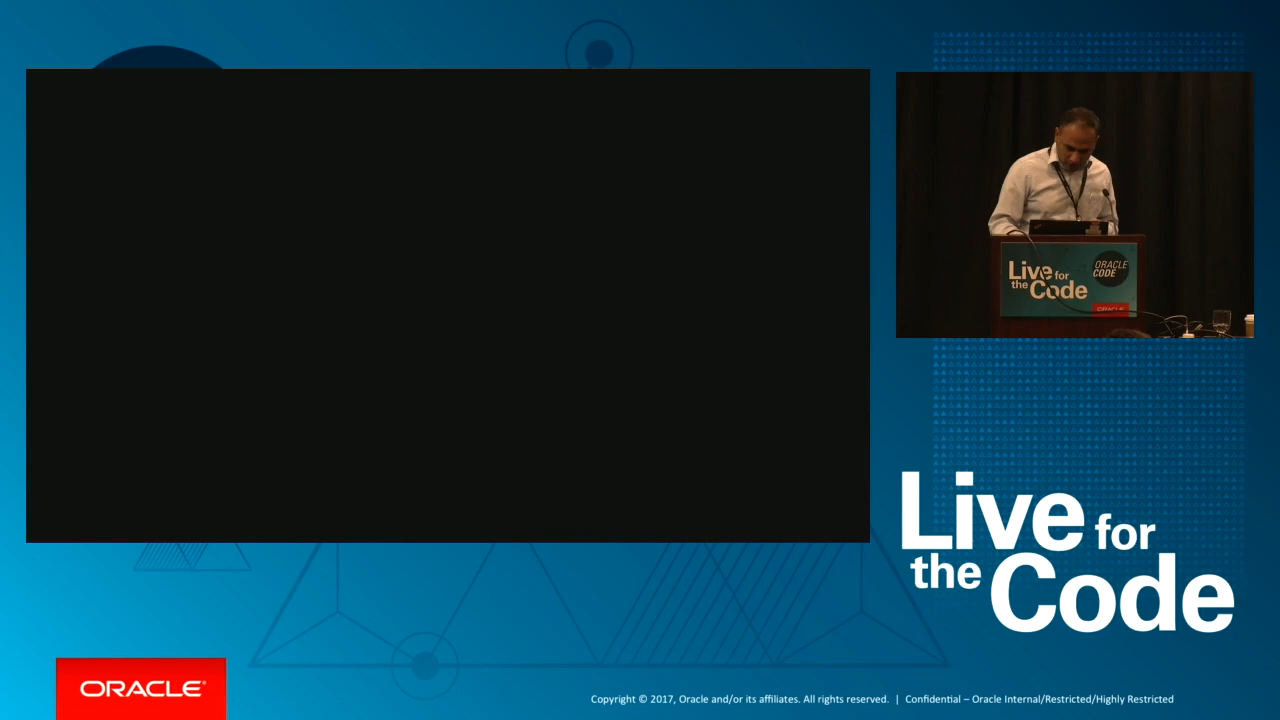 Live for
the Code
ORACLE
CODE
ORACLE
Live for
the Code
ORACLE®
Copyright © 2017, Oracle and/or its affiliates. All rights reserved. | Confidential – Oracle Internal/Restricted/Highly Restricted